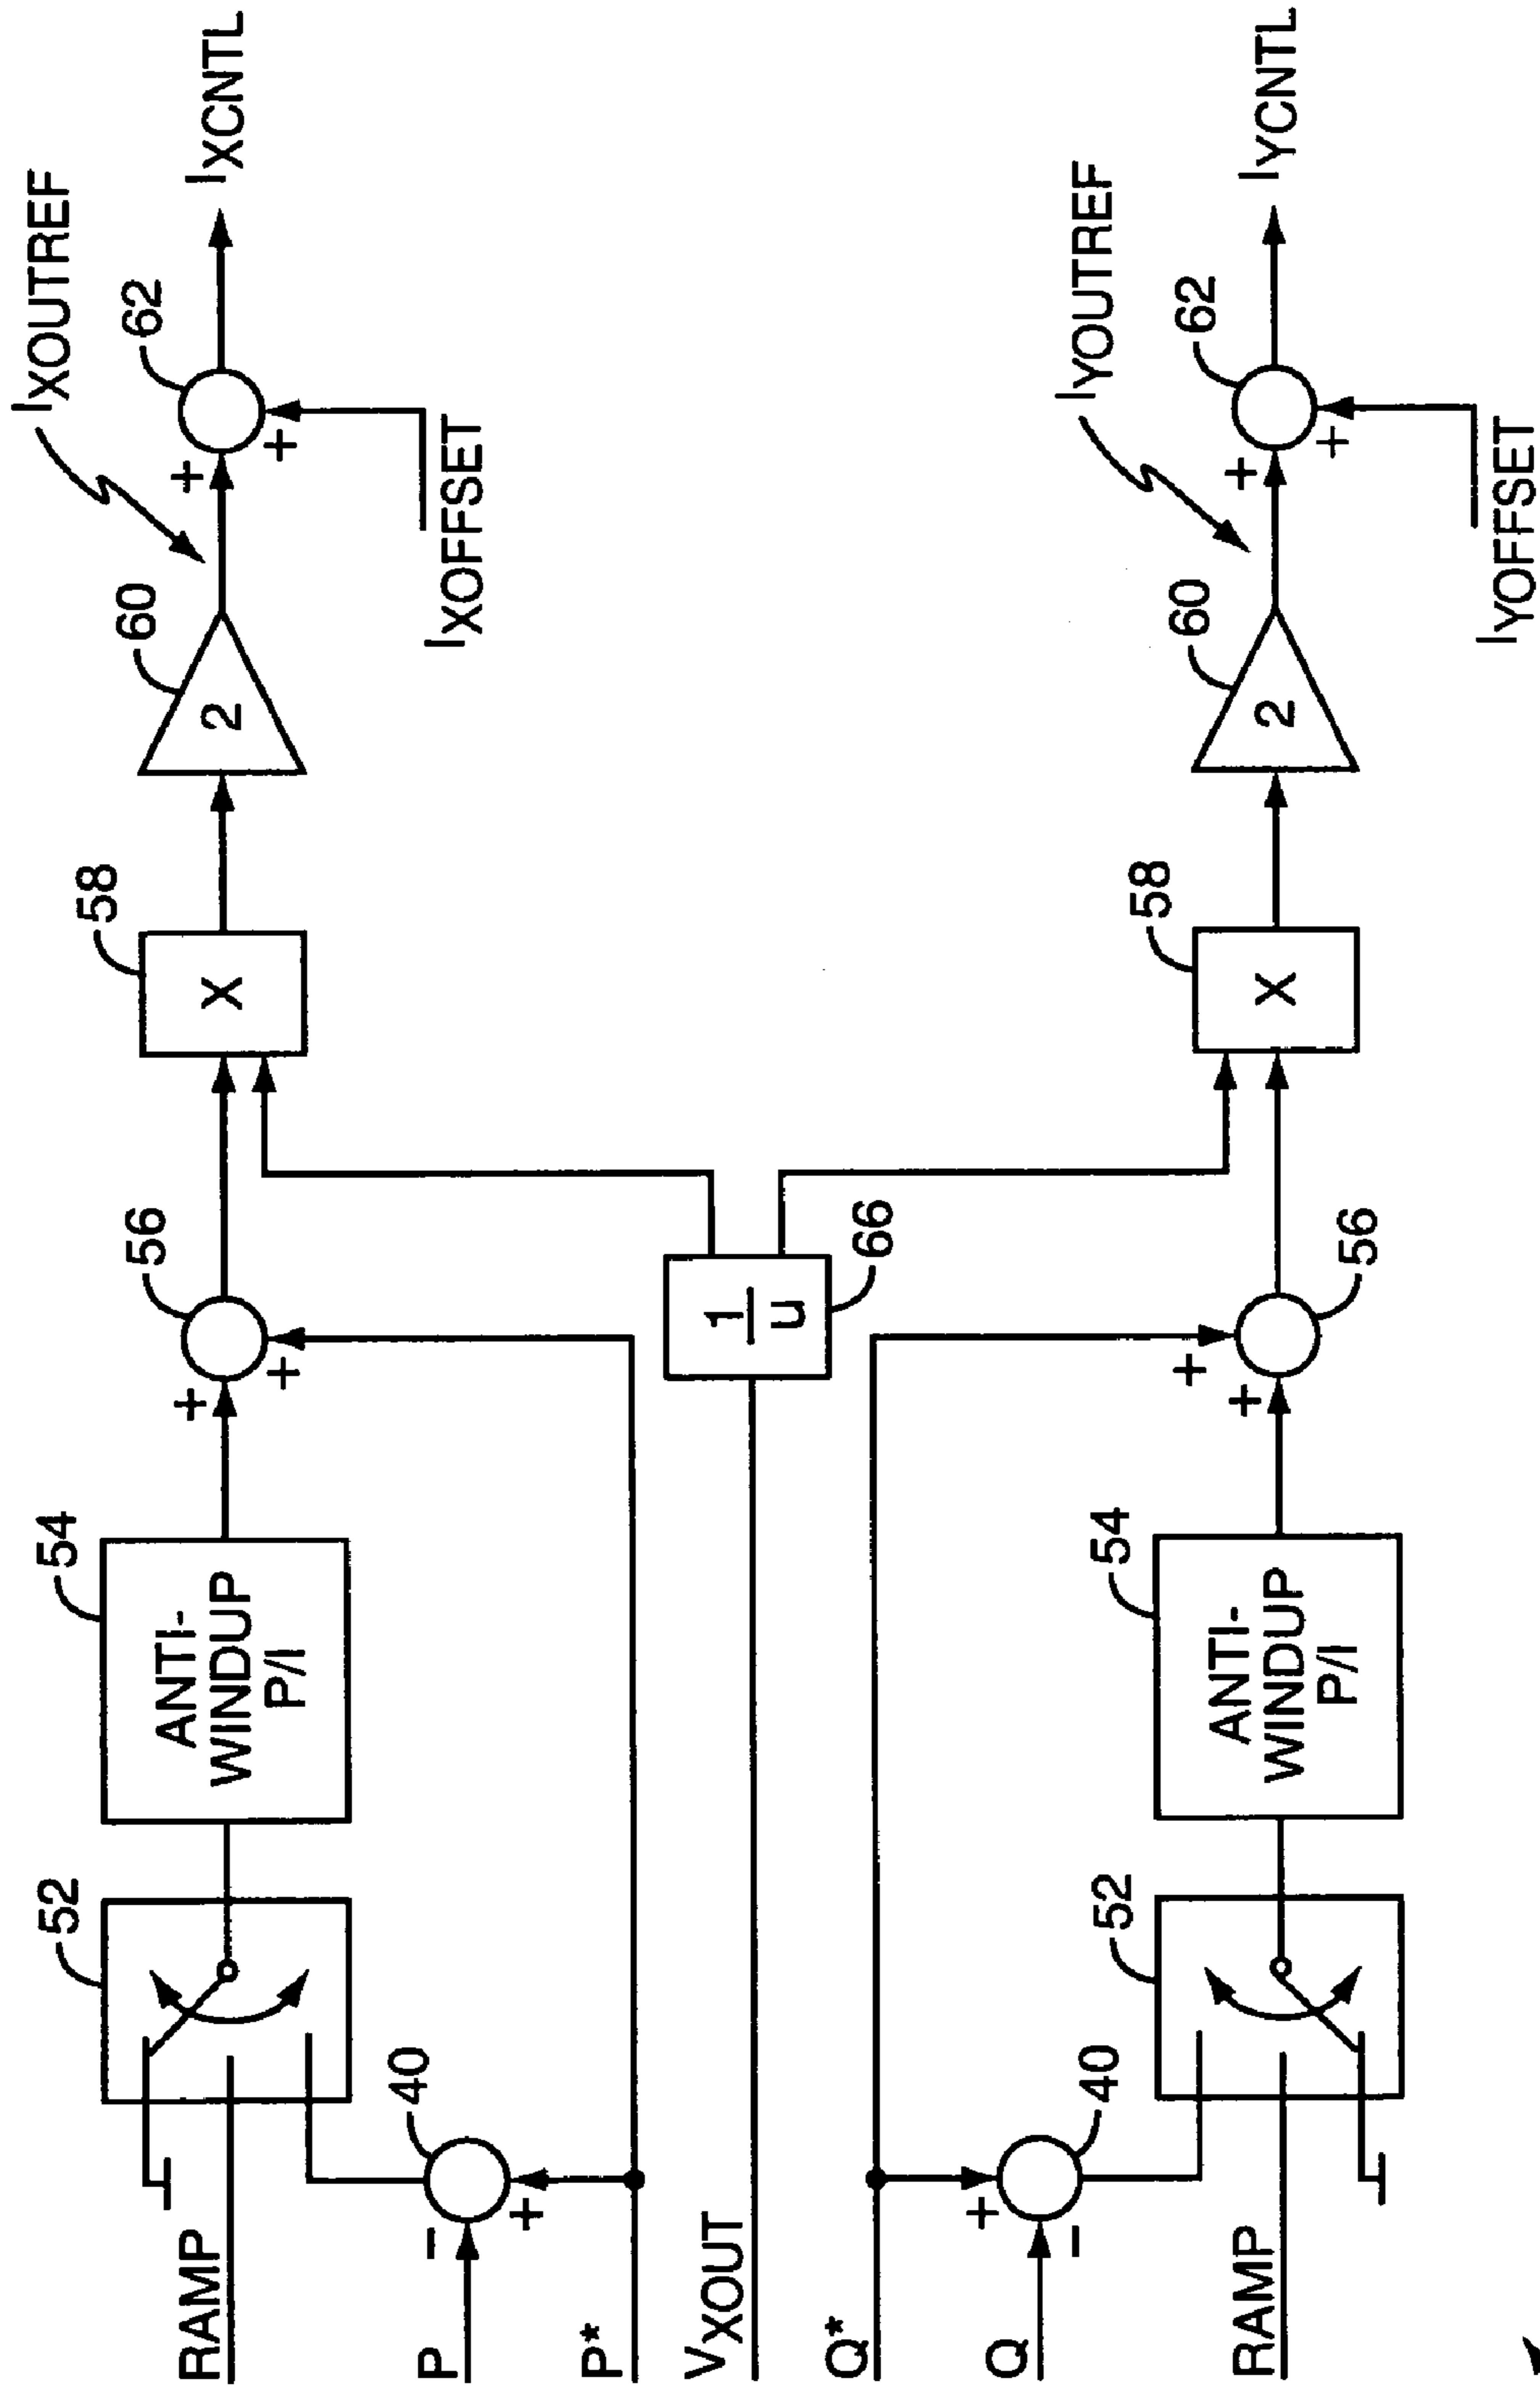 52
54
ANTI-
WINDUP
P/I
56
58
X
60
2
IXOUTREF
62
IXCNTL
IXOFFSET
+
+
+
+
RAMP
40
P
−
+
P*
VXOUT
1
u
66
Q*
Q
+
−
40
RAMP
52
54
ANTI-
WINDUP
P/I
+
+
56
58
X
60
2
IYOUTREF
62
IYCNTL
+
+
IYOFFSET